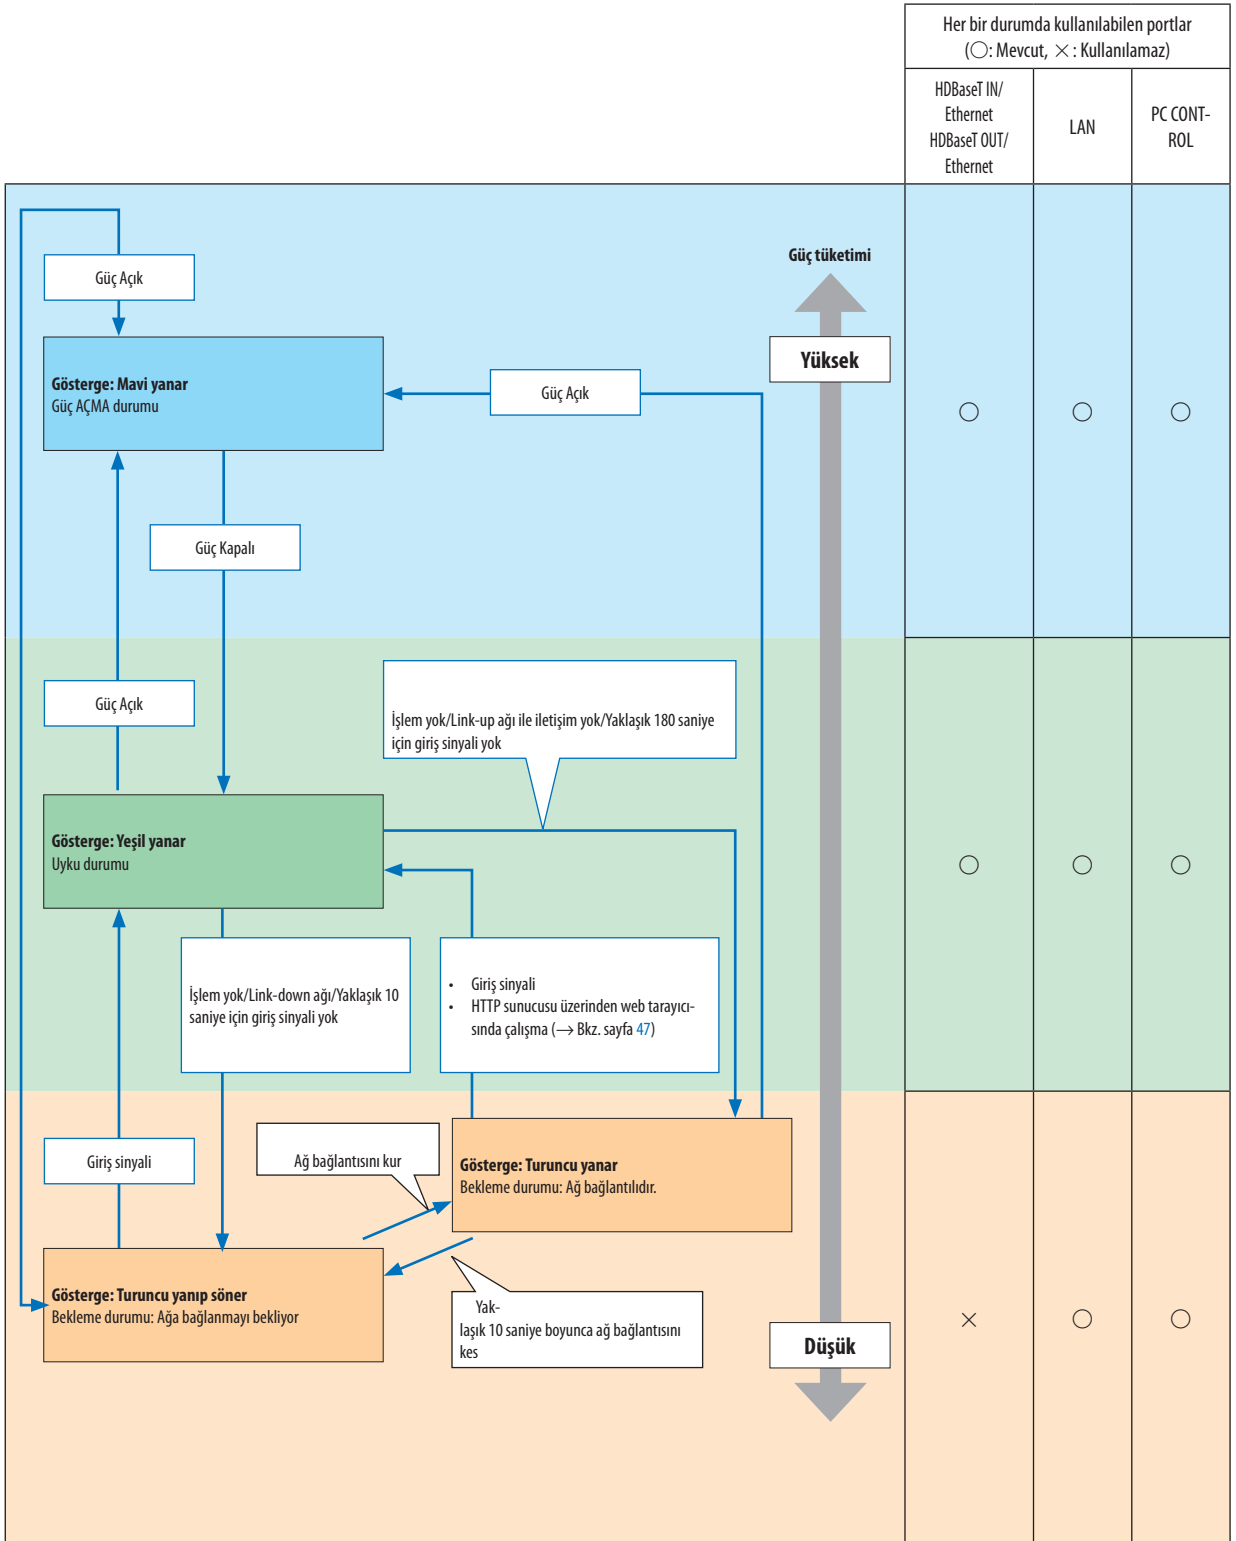 Her bir durumda kullanılabilen portlar
(○: Mevcut, ×: Kullanılamaz)
HDBaseT IN/
Ethernet
HDBaseT OUT/
Ethernet
LAN
PC CONT-
ROL
Güç Açık
Güç tüketimi
Yüksek
Gösterge: Mavi yanar
Güç AÇMA durumu
Güç Açık
○ ○ ○
Güç Kapalı
Güç Açık
İşlem yok/Link-up ağı ile iletişim yok/Yaklaşık 180 saniye
için giriş sinyali yok
Gösterge: Yeşil yanar
Uyku durumu
○ ○ ○
İşlem yok/Link-down ağı/Yaklaşık 10
saniye için giriş sinyali yok
• Giriş sinyali
• HTTP sunucusu üzerinden web tarayıcı-
sında çalışma (→ Bkz. sayfa 47)
Giriş sinyali
Ağ bağlantısını kur
Gösterge: Turuncu yanar
Bekleme durumu: Ağ bağlantılıdır.
Gösterge: Turuncu yanıp söner
Bekleme durumu: Ağa bağlanmayı bekliyor
Yak-
laşık 10 saniye boyunca ağ bağlantısını
kes
Düşük
× ○ ○